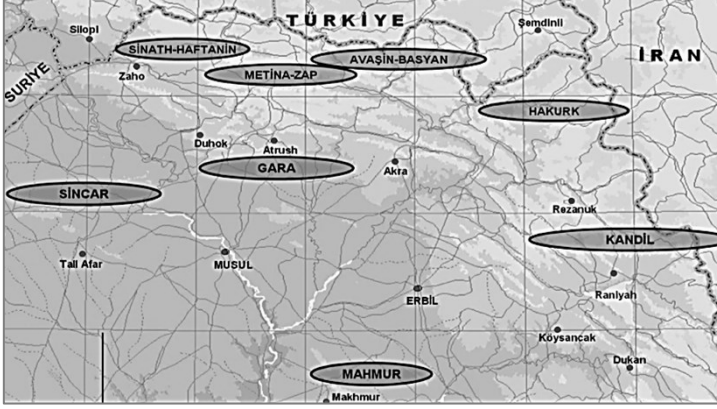 TÜRKİYE
Silopi
Şemdinli
SİNATH-HAFTANİN
İRAN
AVAŞİN-BASYAN
Zaho
METİNA-ZAP
SURİYE
HAKURK
Duhok
Atrush
GARA
Akra
SİNCAR
Rezanuk
KANDİL
Tall Afar
MUSUL
Raniyah
ERBİL
Köysancak
Dukan
MAHMUR
Makhmur